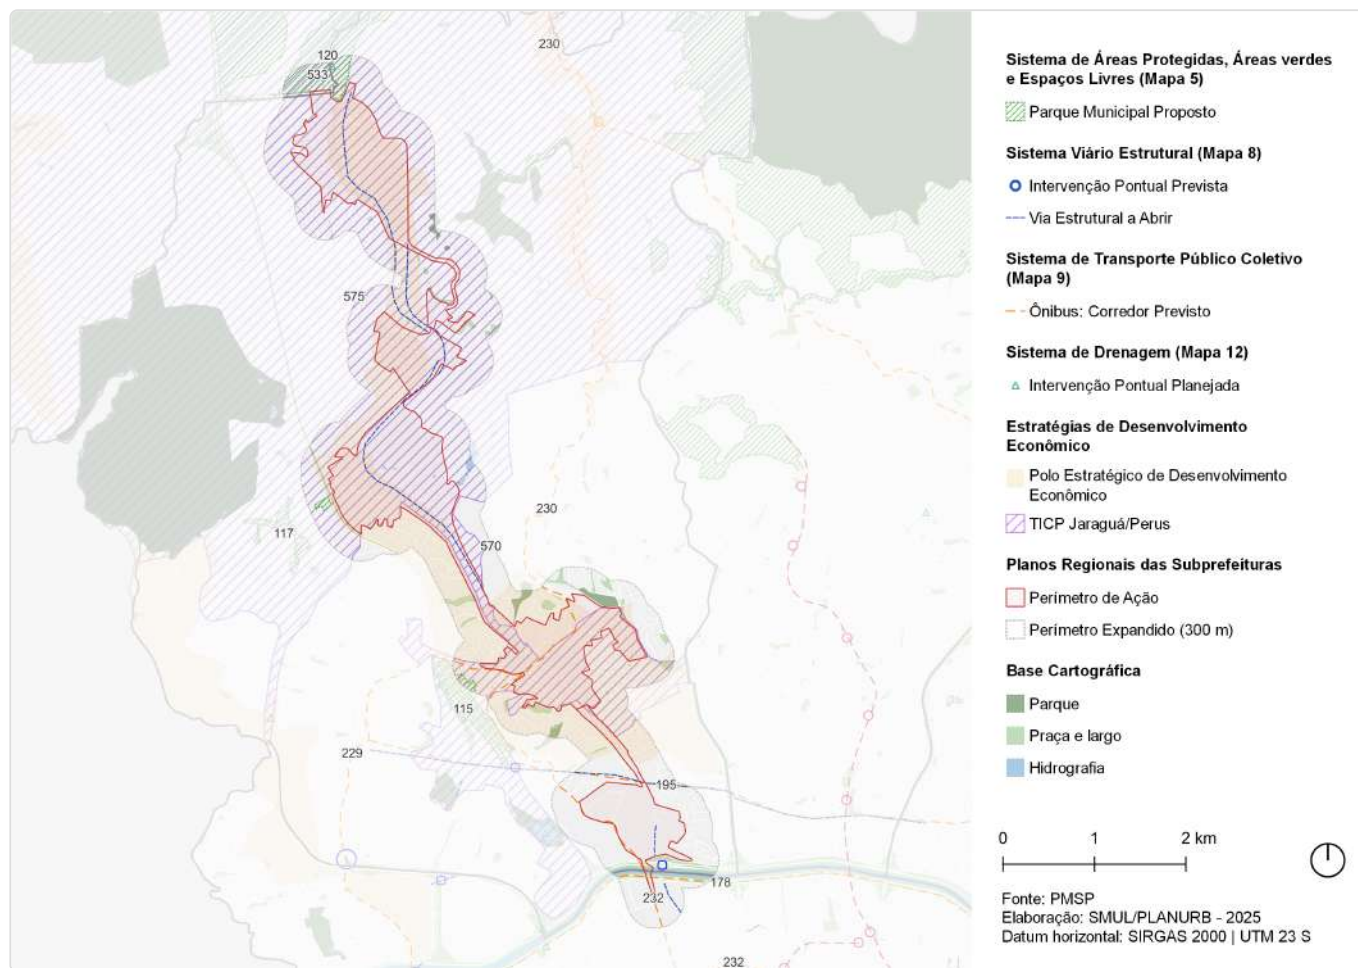 120
533
230
575
117
230
570
115
229
195
178
232
232
Sistema de Áreas Protegidas, Áreas verdes
e Espaços Livres (Mapa 5)
Parque Municipal Proposto
Sistema Viário Estrutural (Mapa 8)
Intervenção Pontual Prevista
Via Estrutural a Abrir
Sistema de Transporte Público Coletivo
(Mapa 9)
Ônibus: Corredor Previsto
Sistema de Drenagem (Mapa 12)
Intervenção Pontual Planejada
Estratégias de Desenvolvimento
Econômico
Polo Estratégico de Desenvolvimento
Econômico
TICP Jaraguá/Perus
Planos Regionais das Subprefeituras
Perímetro de Ação
Perímetro Expandido (300 m)
Base Cartográfica
Parque
Praça e largo
Hidrografia
0 1 2 km
Fonte: PMSP
Elaboração: SMUL/PLANURB - 2025
Datum horizontal: SIRGAS 2000 | UTM 23 S